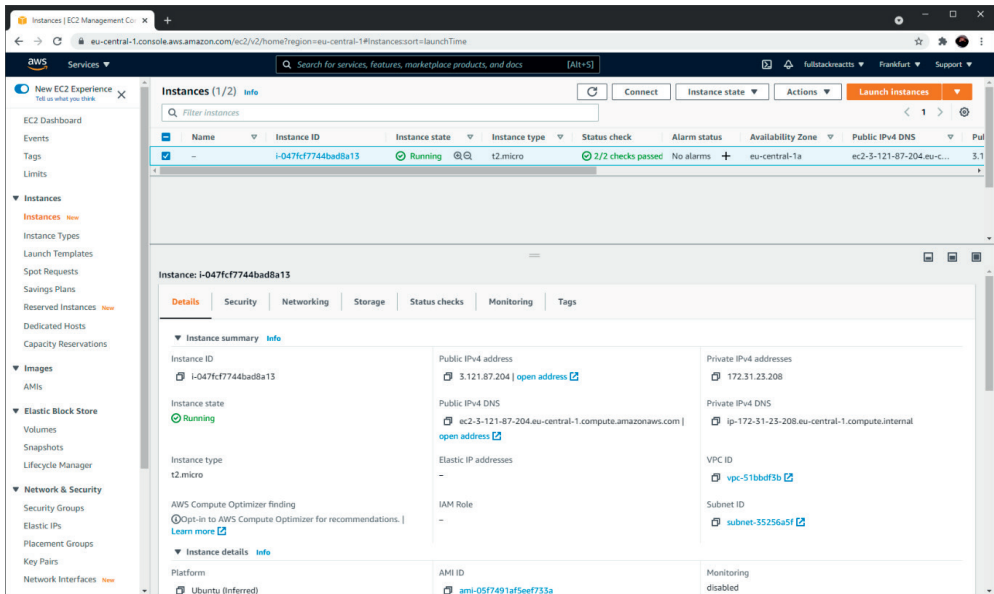 Instances | EC2 Management Con
eu-central-1.console.aws.amazon.com/ec2/v2/home?region=eu-central-1#Instances:sort=launchTime
aws Services Search for services, features, marketplace products, and docs [Alt+S] fullstackreactts Frankfurt Support
New EC2 Experience
Tell us what you think
EC2 Dashboard
Events
Tags
Limits
Instances
Instances New
Instance Types
Launch Templates
Spot Requests
Savings Plans
Reserved Instances New
Dedicated Hosts
Capacity Reservations
Images
AMIs
Elastic Block Store
Volumes
Snapshots
Lifecycle Manager
Network & Security
Security Groups
Elastic IPs
Placement Groups
Key Pairs
Network Interfaces New
Instances (1/2) Info Connect Instance state Actions Launch instances
Filter instances 1
Name Instance ID Instance state Instance type Status check Alarm status Availability Zone Public IPv4 DNS Pul
– i-047fcf7744bad8a13 Running t2.micro 2/2 checks passed No alarms + eu-central-1a ec2-3-121-87-204.eu-c... 3.1
Instance: i-047fcf7744bad8a13
Details Security Networking Storage Status checks Monitoring Tags
Instance summary Info
Instance ID Public IPv4 address Private IPv4 addresses
i-047fcf7744bad8a13 3.121.87.204 | open address 172.31.23.208
Instance state Public IPv4 DNS Private IPv4 DNS
Running ec2-3-121-87-204.eu-central-1.compute.amazonaws.com | ip-172-31-23-208.eu-central-1.compute.internal
open address
Instance type Elastic IP addresses VPC ID
t2.micro – vpc-51bbdf3b
AWS Compute Optimizer finding IAM Role Subnet ID
Opt-in to AWS Compute Optimizer for recommendations. | – subnet-35256a5f
Learn more
Instance details Info
Platform AMI ID Monitoring
Ubuntu (Inferred) ami-05f7491af5eef733a disabled